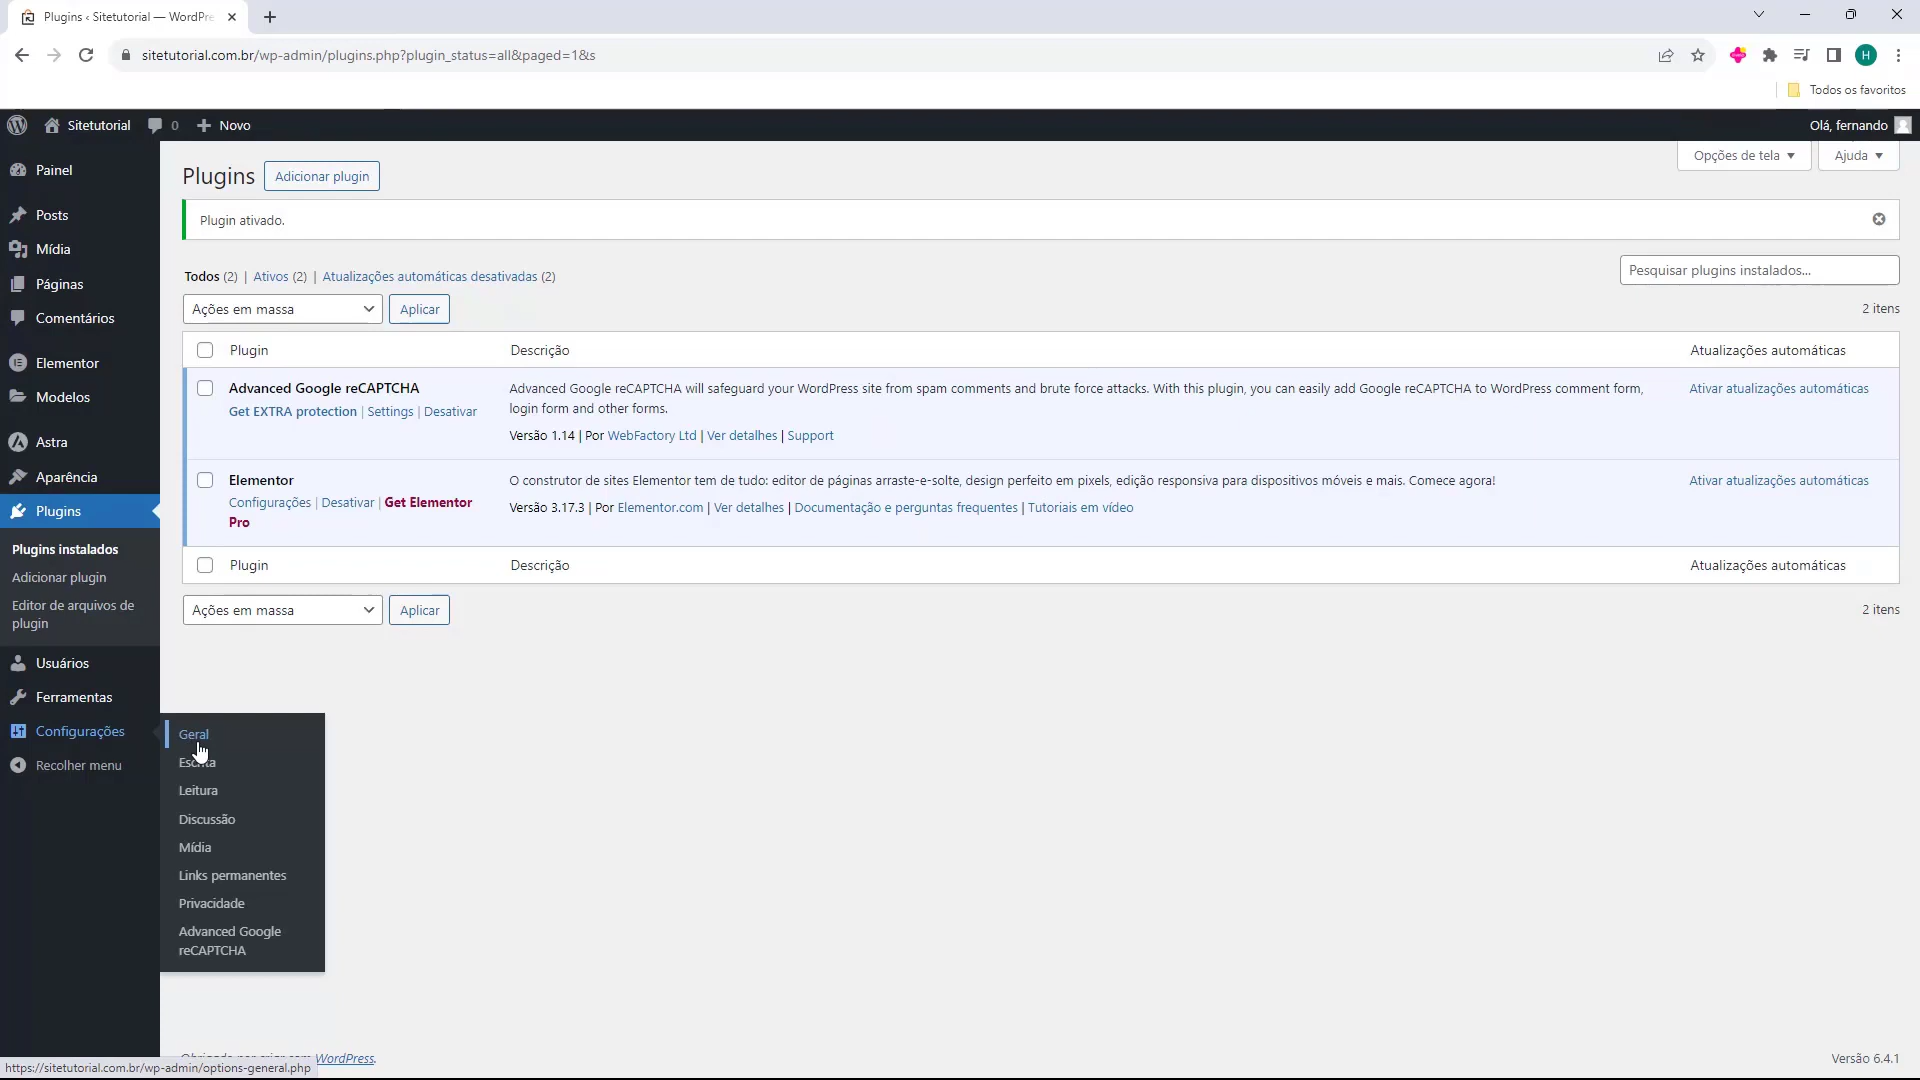 Plugins ‹ Sitetutorial — WordPre
sitetutorial.com.br/wp-admin/plugins.php?plugin_status=all&paged=1&s
H
Todos os favoritos
Sitetutorial
0
Novo
Olá, fernando
Painel
Posts
Mídia
Páginas
Comentários
Elementor
Modelos
Astra
Aparência
Plugins
Plugins instalados
Adicionar plugin
Editor de arquivos de
plugin
Usuários
Ferramentas
Configurações
Recolher menu
Geral
Escrita
Leitura
Discussão
Mídia
Links permanentes
Privacidade
Advanced Google
reCAPTCHA
Opções de tela
Ajuda
Plugins
Adicionar plugin
Plugin ativado.
Todos (2) | Ativos (2) | Atualizações automáticas desativadas (2)
Pesquisar plugins instalados...
Ações em massa
Aplicar
2 itens
Plugin
Descrição
Atualizações automáticas
Advanced Google reCAPTCHA
Get EXTRA protection | Settings | Desativar
Advanced Google reCAPTCHA will safeguard your WordPress site from spam comments and brute force attacks. With this plugin, you can easily add Google reCAPTCHA to WordPress comment form,
login form and other forms.
Versão 1.14 | Por WebFactory Ltd | Ver detalhes | Support
Ativar atualizações automáticas
Elementor
Configurações | Desativar | Get Elementor
Pro
O construtor de sites Elementor tem de tudo: editor de páginas arraste-e-solte, design perfeito em pixels, edição responsiva para dispositivos móveis e mais. Comece agora!
Versão 3.17.3 | Por Elementor.com | Ver detalhes | Documentação e perguntas frequentes | Tutoriais em vídeo
Ativar atualizações automáticas
Plugin
Descrição
Atualizações automáticas
Ações em massa
Aplicar
2 itens
WordPress.
Versão 6.4.1
https://sitetutorial.com.br/wp-admin/options-general.php